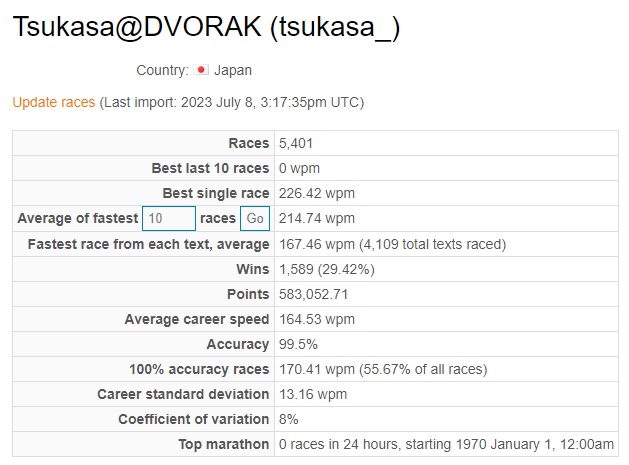 Tsukasa@DVORAK (tsukasa_)
Country: Japan
Update races (Last import: 2023 July 8, 3:17:35pm UTC)
Races 5,401
Best last 10 races 0 wpm
Best single race 226.42 wpm
Average of fastest 10 races Go 214.74 wpm
Fastest race from each text, average 167.46 wpm (4,109 total texts raced)
Wins 1,589 (29.42%)
Points 583,052.71
Average career speed 164.53 wpm
Accuracy 99.5%
100% accuracy races 170.41 wpm (55.67% of all races)
Career standard deviation 13.16 wpm
Coefficient of variation 8%
Top marathon 0 races in 24 hours, starting 1970 January 1, 12:00am